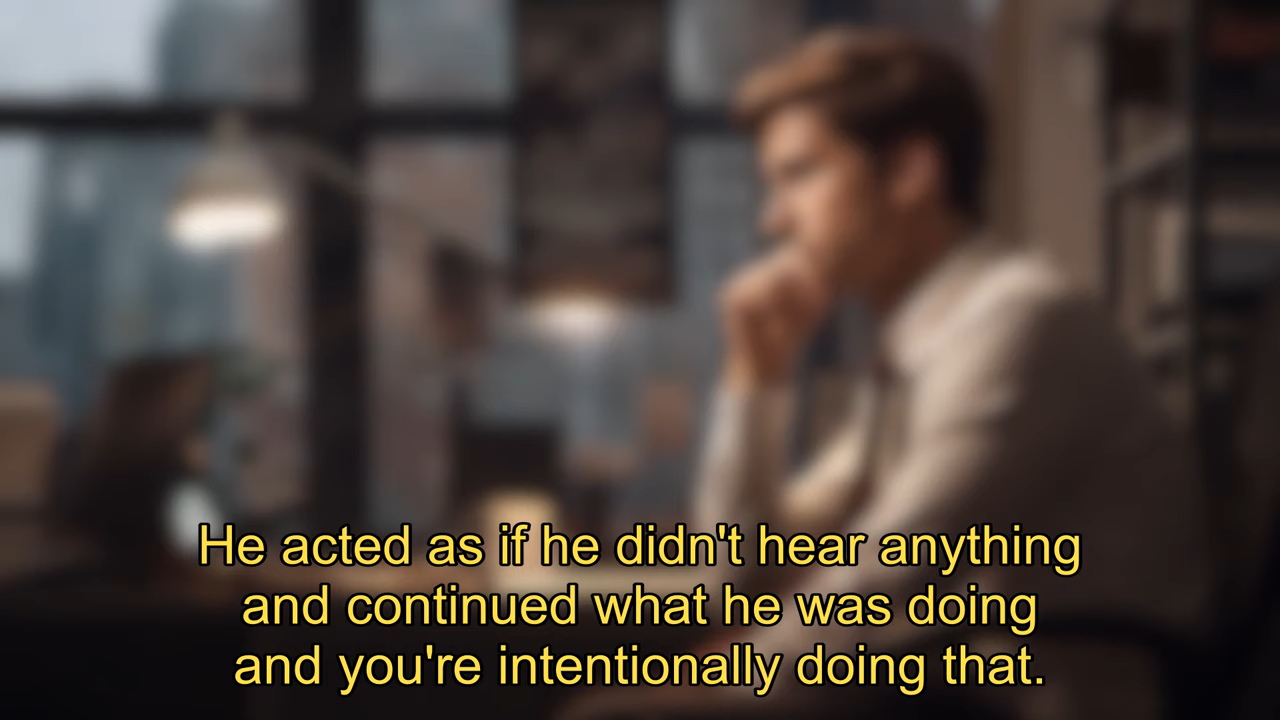 He acted as if he didn't hear anything
and continued what he was doing
and you're intentionally doing that.